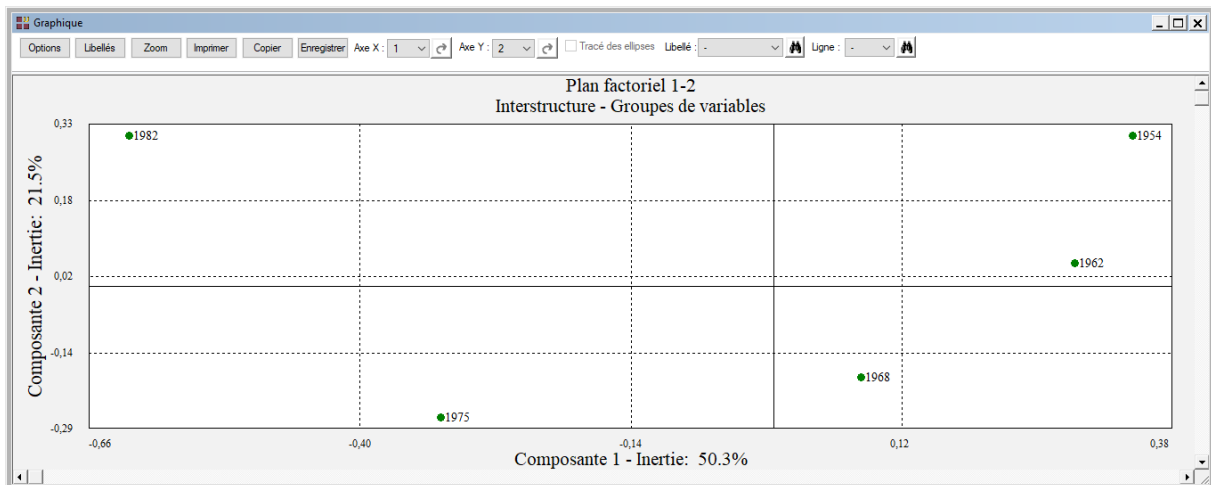 Graphique
Options Libellés Zoom Imprimer Copier Enregistrer Axe X : 1 Axe Y : 2 Tracé des ellipses Libellé : - Ligne : -
Plan factoriel 1-2
Interstructure - Groupes de variables
0,33
1982
1954
0,18
1962
0,02
-0,14
1968
1975
-0,29
-0,66 -0,40 -0,14 0,12 0,38
Composante 1 - Inertie: 50.3%
Composante 2 - Inertie: 21.5%